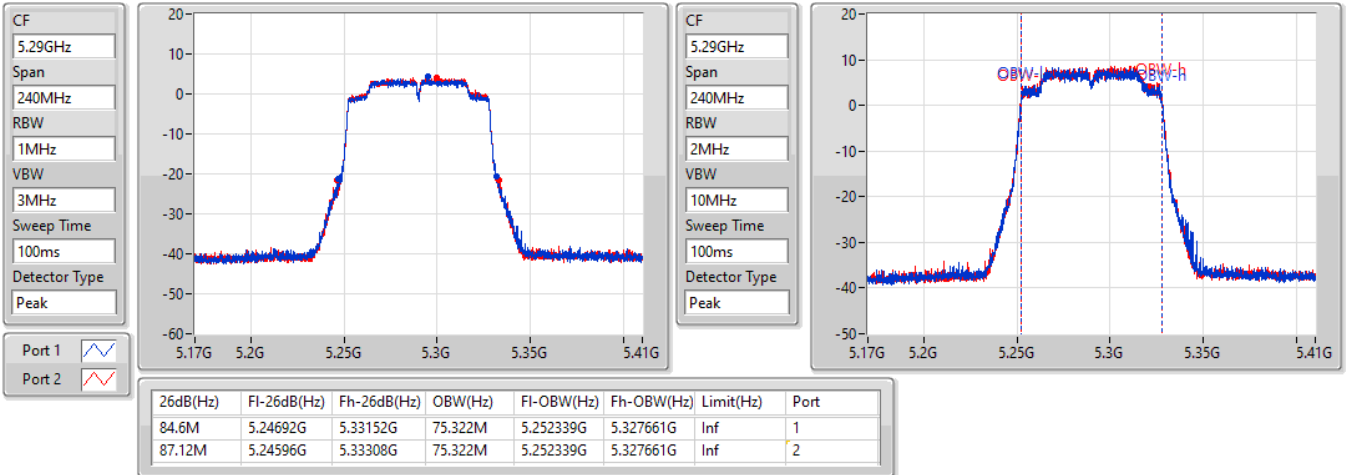 CF
5.29GHz
Span
240MHz
RBW
1MHz
VBW
3MHz
Sweep Time
100ms
Detector Type
Peak
20
10
0
-10
-20
-30
-40
-50
-60
5.17G 5.2G 5.25G 5.3G 5.35G 5.41G
CF
5.29GHz
Span
240MHz
RBW
2MHz
VBW
10MHz
Sweep Time
100ms
Detector Type
Peak
20
10
0
-10
-20
-30
-40
-50
OBW-l OBW-h
OBW-h
5.17G 5.2G 5.25G 5.3G 5.35G 5.41G
Port 1
Port 2
26dB(Hz) Fl-26dB(Hz) Fh-26dB(Hz) OBW(Hz) Fl-OBW(Hz) Fh-OBW(Hz) Limit(Hz) Port
84.6M 5.24692G 5.33152G 75.322M 5.252339G 5.327661G Inf 1
87.12M 5.24596G 5.33308G 75.322M 5.252339G 5.327661G Inf 2